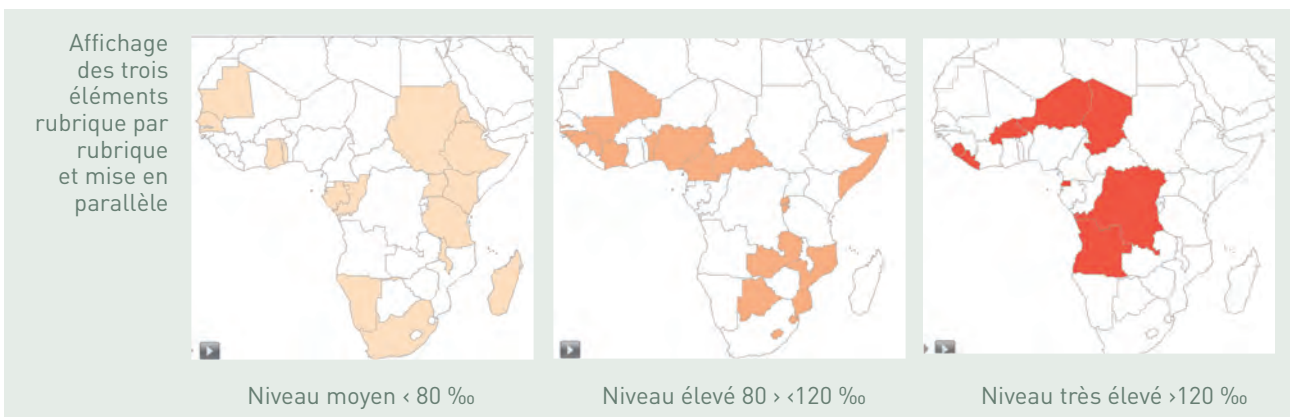 Affichage
des trois
éléments
rubrique par
rubrique
et mise en
parallèle
Niveau moyen ‹ 80 ‰
Niveau élevé 80 › ‹120 ‰
Niveau très élevé ›120 ‰